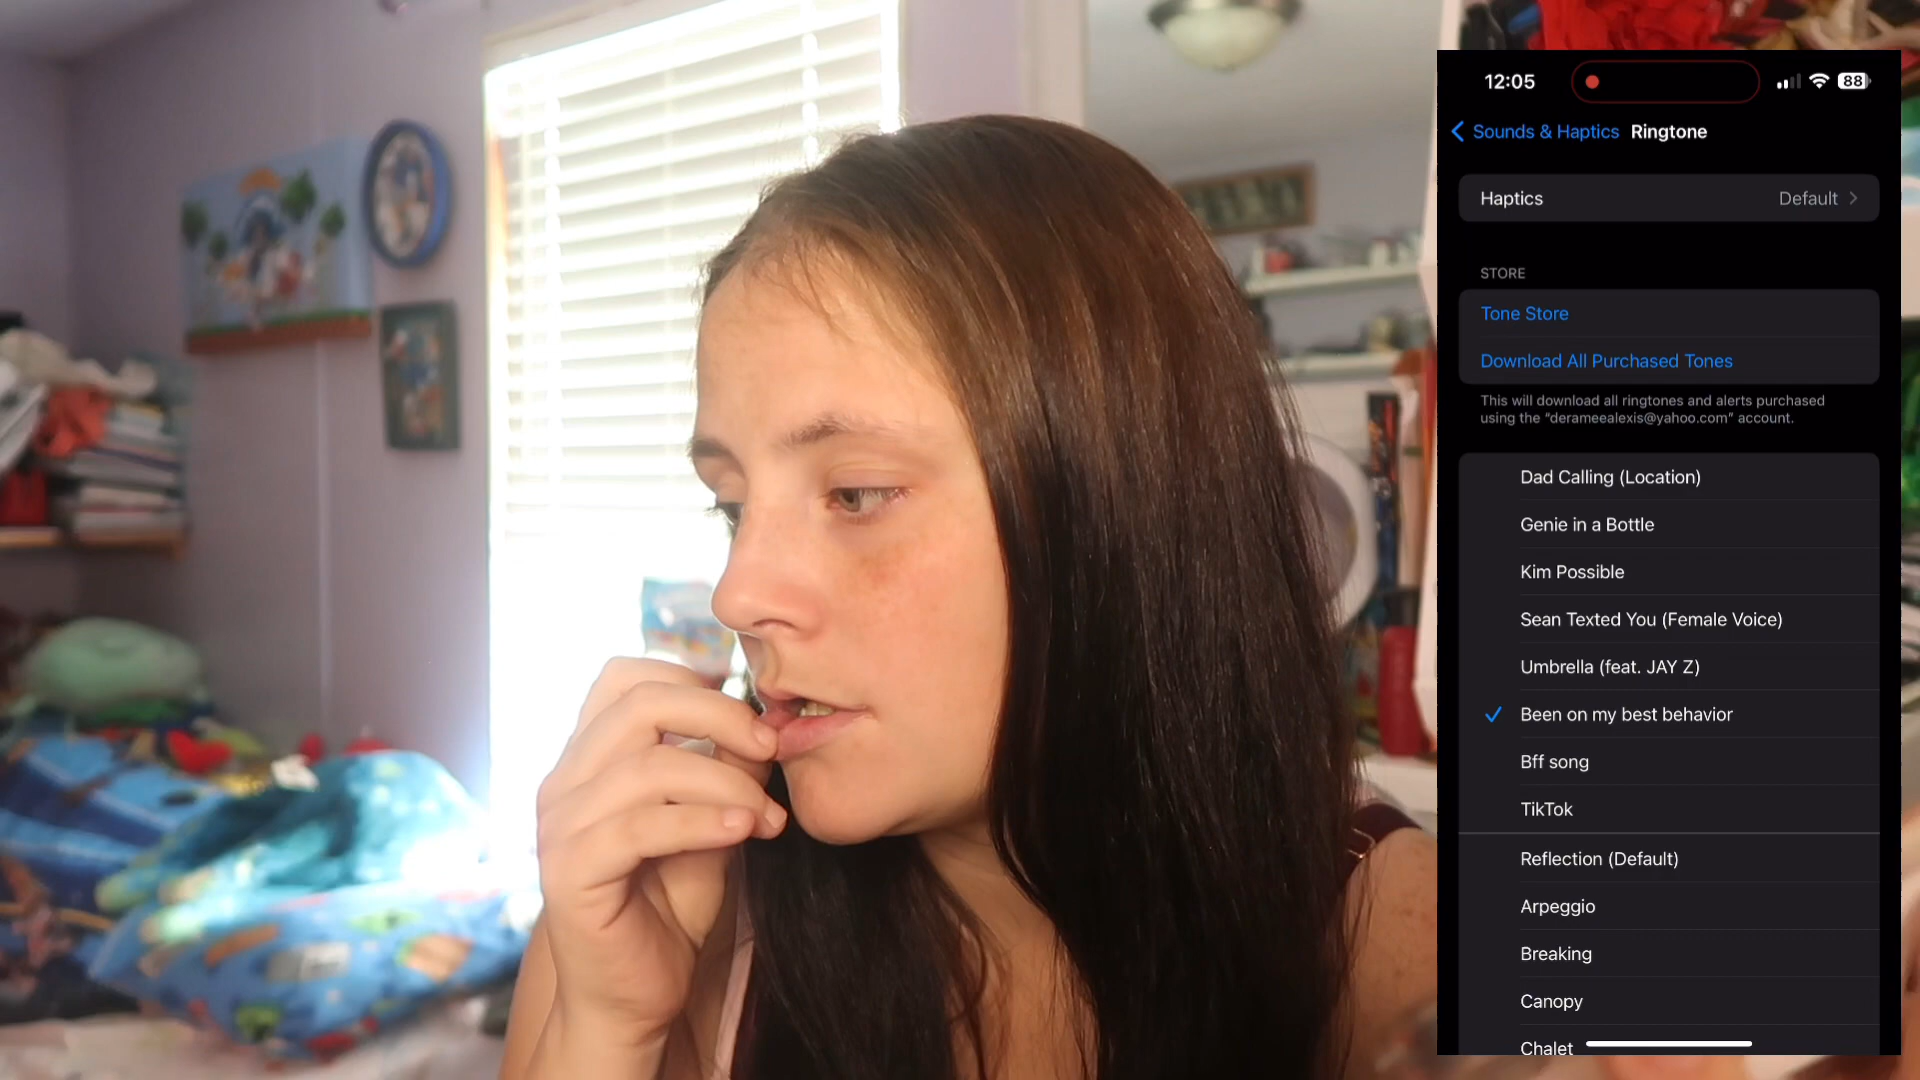 12:05
88
Sounds & Haptics Ringtone
Haptics Default
STORE
Tone Store
Download All Purchased Tones
This will download all ringtones and alerts purchased
using the “derameealexis@yahoo.com” account.
Dad Calling (Location)
Genie in a Bottle
Kim Possible
Sean Texted You (Female Voice)
Umbrella (feat. JAY Z)
Been on my best behavior
Bff song
TikTok
Reflection (Default)
Arpeggio
Breaking
Canopy
Chalet